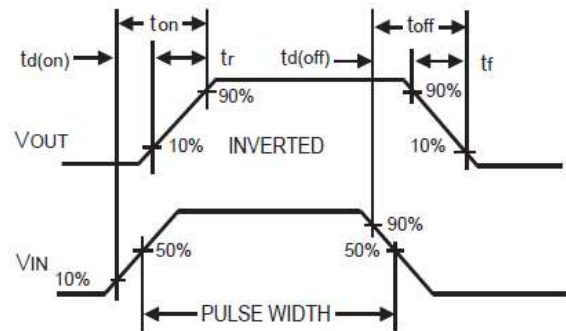 ton toff
td(on) tr td(off) tf
90% 90%
VOUT 10% INVERTED 10%
90%
VIN 50% 50%
10%
PULSE WIDTH